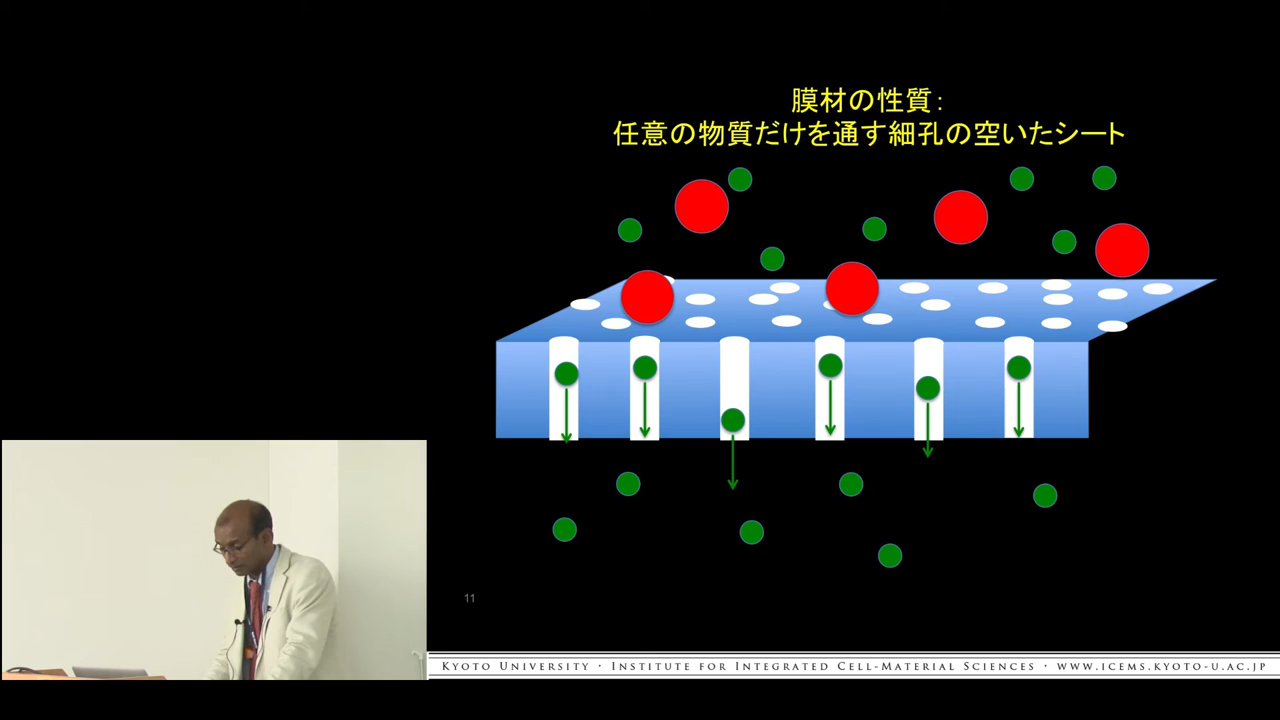 膜材の性質：
任意の物質だけを通す細孔の空いたシート
11
KYOTO UNIVERSITY · INSTITUTE FOR INTEGRATED CELL-MATERIAL SCIENCES · WWW.ICEMS.KYOTO-U.AC.JP